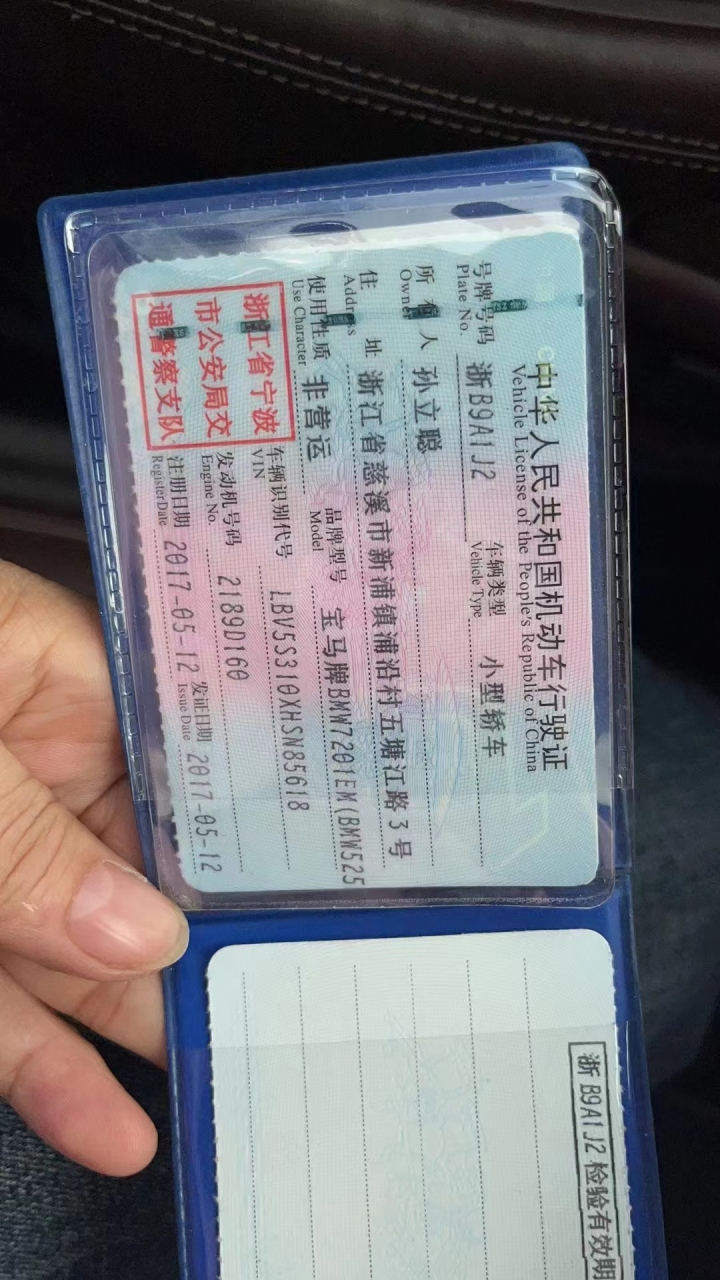 中华人民共和国机动车行驶证
Vehicle License of the People's Republic of China
号牌号码 浙B9A1J2 车辆类型 小型轿车
Plate No. Vehicle Type
所有人 孙立聪
Owner
住址 浙江省慈溪市新浦镇浦沿村五塘江路3号
Address
使用性质 非营运 品牌型号 宝马牌BMW7201EM(BMW525
Use Character Model
浙江省宁波
市公安局交
通警察支队
车辆识别代号 LBV5S310XHSN85618
VIN
发动机号码 2189D160
Engine No.
注册日期 2017-05-12 发证日期 2017-05-12
Register Date Issue Date
浙B9A1J2 检验有效期